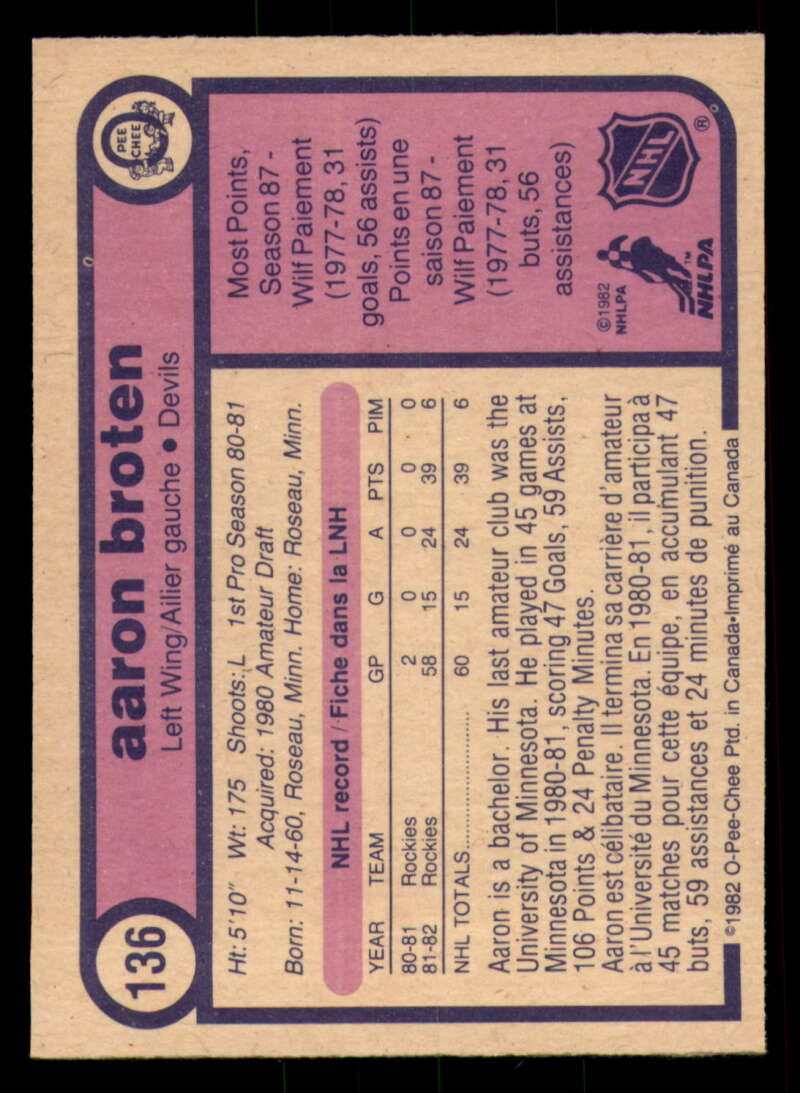 136
aaron broten
Left Wing/Ailier gauche • Devils
O PEE CHEE
Ht: 5'10" Wt: 175 Shoots: L 1st Pro Season 80-81
Acquired: 1980 Amateur Draft
Born: 11-14-60, Roseau, Minn. Home: Roseau, Minn.
NHL record / Fiche dans la LNH
YEAR TEAM GP G A PTS PIM
80-81 Rockies 2 0 0 0 0
81-82 Rockies 58 15 24 39 6
NHL TOTALS.................... 60 15 24 39 6
Aaron is a bachelor. His last amateur club was the
University of Minnesota. He played in 45 games at
Minnesota in 1980-81, scoring 47 Goals, 59 Assists,
106 Points & 24 Penalty Minutes.
Aaron est célibataire. Il termina sa carrière d'amateur
à l'Université du Minnesota. En 1980-81, il participa à
45 matches pour cette équipe, en accumulant 47
buts, 59 assistances et 24 minutes de punition.
©1982 O-Pee-Chee Ptd. in Canada•Imprimé au Canada
Most Points,
Season 87 -
Wilf Paiement
(1977-78, 31
goals, 56 assists)
Points en une
saison 87 -
Wilf Paiement
(1977-78, 31
buts, 56
assistances)
©1982
NHLPA
NHLPA
™
NHL
®